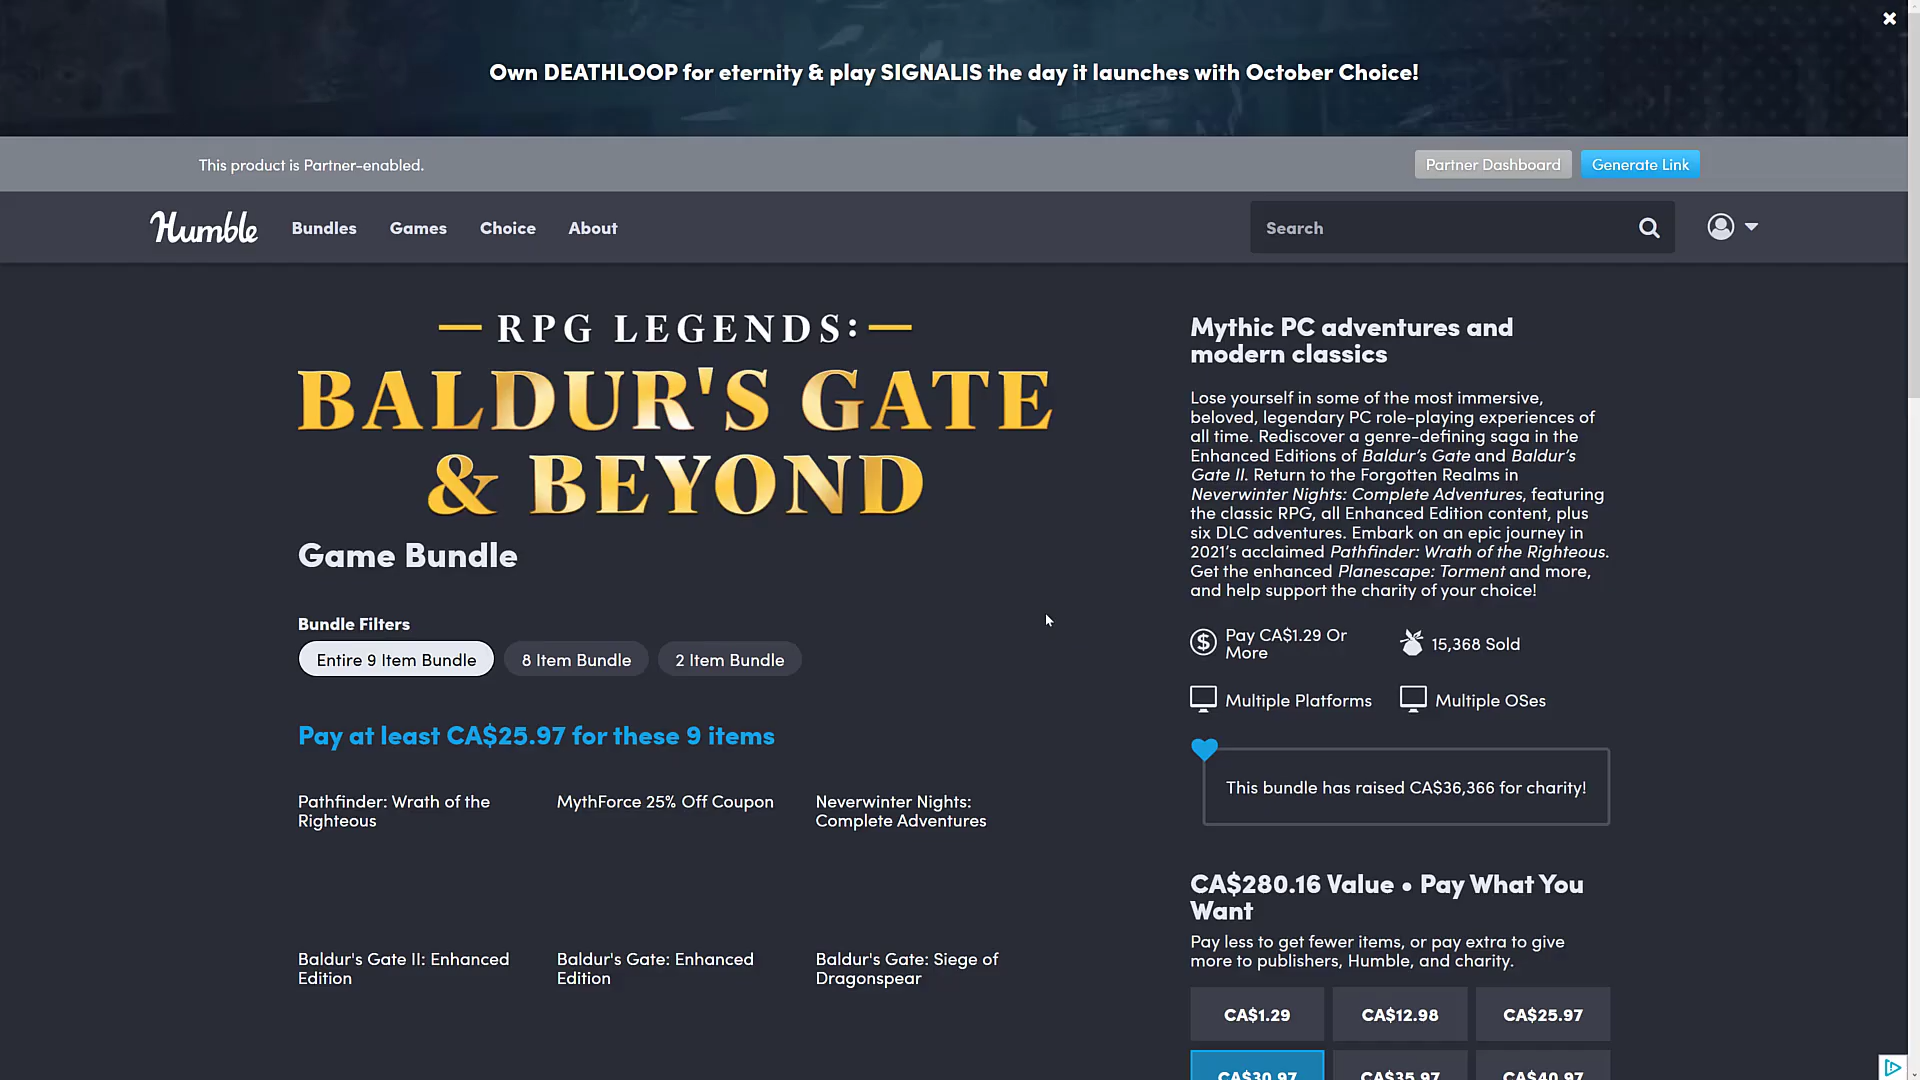 Own DEATHLOOP for eternity & play SIGNALIS the day it launches with October Choice!
This product is Partner-enabled.
Partner Dashboard
Generate Link
Humble
Bundles
Games
Choice
About
Search
RPG LEGENDS:
BALDUR'S GATE
& BEYOND
Game Bundle
Bundle Filters
Entire 9 Item Bundle
8 Item Bundle
2 Item Bundle
Pay at least CA$25.97 for these 9 items
Pathfinder: Wrath of the
Righteous
MythForce 25% Off Coupon
Neverwinter Nights:
Complete Adventures
Baldur's Gate II: Enhanced
Edition
Baldur's Gate: Enhanced
Edition
Baldur's Gate: Siege of
Dragonspear
Mythic PC adventures and
modern classics
Lose yourself in some of the most immersive,
beloved, legendary PC role-playing experiences of
all time. Rediscover a genre-defining saga in the
Enhanced Editions of Baldur's Gate and Baldur's
Gate II. Return to the Forgotten Realms in
Neverwinter Nights: Complete Adventures, featuring
the classic RPG, all Enhanced Edition content, plus
six DLC adventures. Embark on an epic journey in
2021's acclaimed Pathfinder: Wrath of the Righteous.
Get the enhanced Planescape: Torment and more,
and help support the charity of your choice!
Pay CA$1.29 Or
More
15,368 Sold
Multiple Platforms
Multiple OSes
This bundle has raised CA$36,366 for charity!
CA$280.16 Value • Pay What You
Want
Pay less to get fewer items, or pay extra to give
more to publishers, Humble, and charity.
CA$1.29
CA$12.98
CA$25.97
CA$30.97
CA$35.97
CA$40.97